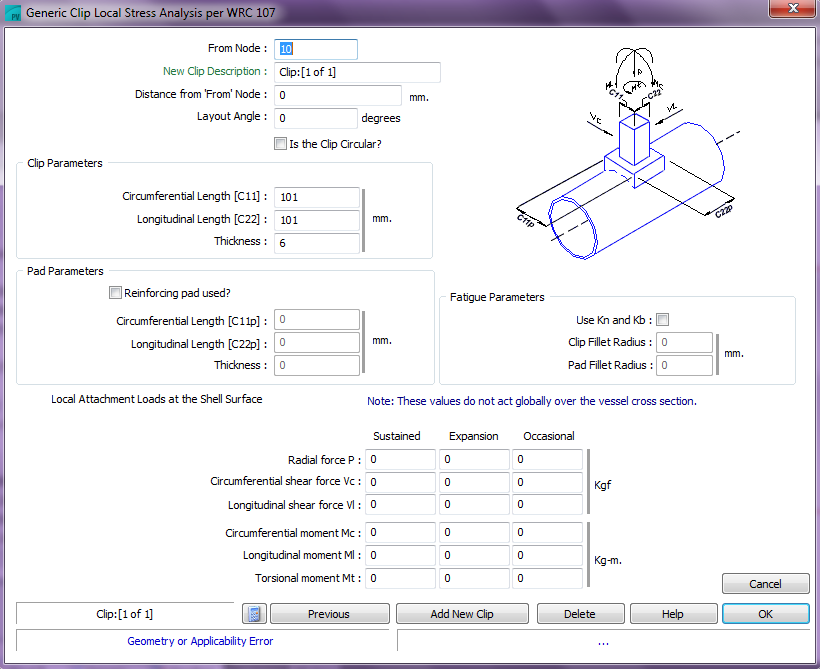 PV Generic Clip Local Stress Analysis per WRC 107
From Node : 10
New Clip Description : Clip:[1 of 1]
Distance from 'From' Node : 0 mm.
Layout Angle : 0 degrees
Is the Clip Circular?
P
Mt
C11
C22
Vc
VL
C11p
C22p
Clip Parameters
Circumferential Length [C11] : 101
Longitudinal Length [C22] : 101 mm.
Thickness : 6
Pad Parameters
Reinforcing pad used?
Circumferential Length [C11p] : 0
Longitudinal Length [C22p] : 0 mm.
Thickness : 0
Fatigue Parameters
Use Kn and Kb :
Clip Fillet Radius : 0 mm.
Pad Fillet Radius : 0
Local Attachment Loads at the Shell Surface
Note: These values do not act globally over the vessel cross section.
Sustained Expansion Occasional
Radial force P : 0 0 0
Circumferential shear force Vc : 0 0 0 Kgf
Longitudinal shear force Vl : 0 0 0
Circumferential moment Mc : 0 0 0
Longitudinal moment Ml : 0 0 0 Kg-m.
Torsional moment Mt : 0 0 0
Cancel
Clip:[1 of 1] Previous Add New Clip Delete Help OK
Geometry or Applicability Error ...